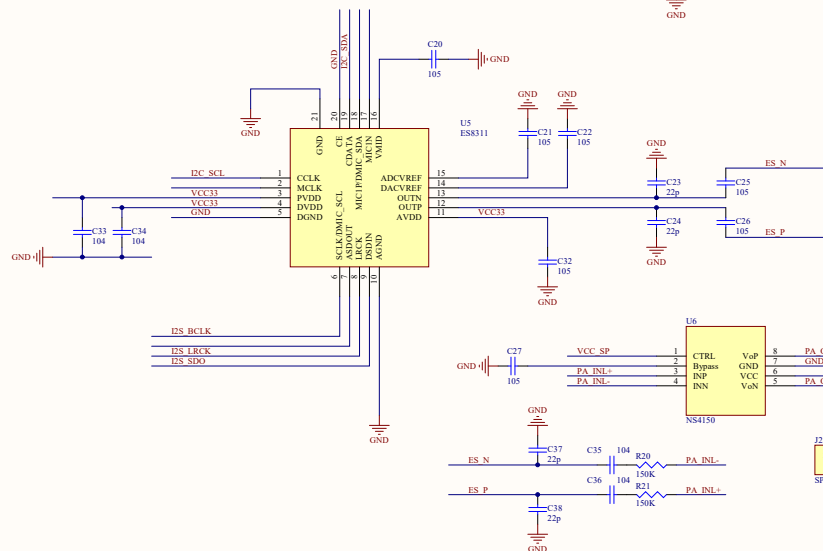 GND
GND
I2C_SDA
C20
105
GND
GND
21
20
19
18
17
16
GND
CE
CDATA
MIC1P/DMIC_SDA
MIC1N
VMID
U5
ES8311
GND
C21
105
GND
C22
105
I2C_SCL
1
CCLK
2
MCLK
VCC33
3
PVDD
VCC33
4
DVDD
GND
5
DGND
ADCVREF
15
DACVREF
14
OUTN
13
OUTP
12
AVDD
11
VCC33
SCLK/DMIC_SCL
ASDOUT
LRCK
DSDIN
AGND
6
7
8
9
10
C33
104
C34
104
GND
GND
C23
22p
C24
22p
GND
C25
105
ES_N
C26
105
ES_P
C32
105
GND
I2S_BCLK
I2S_LRCK
I2S_SDO
GND
U6
VCC_SP
1
CTRL
2
Bypass
PA_INL+
3
INP
PA_INL-
4
INN
VoP
8
GND
7
GND
VCC
6
VoN
5
NS4150
GND
C27
105
GND
C37
22p
ES_N
C35
104
R20
150K
PA_INL-
ES_P
C36
104
R21
150K
PA_INL+
C38
22p
GND
J2